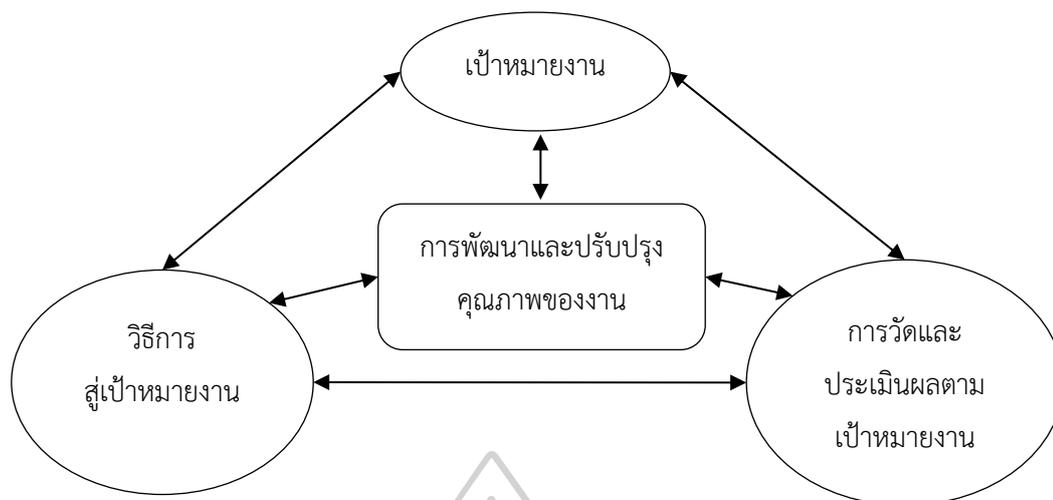 เป้าหมายงาน
การพัฒนาและปรับปรุง
คุณภาพของงาน
วิธีการ
สู่เป้าหมายงาน
การวัดและ
ประเมินผลตาม
เป้าหมายงาน